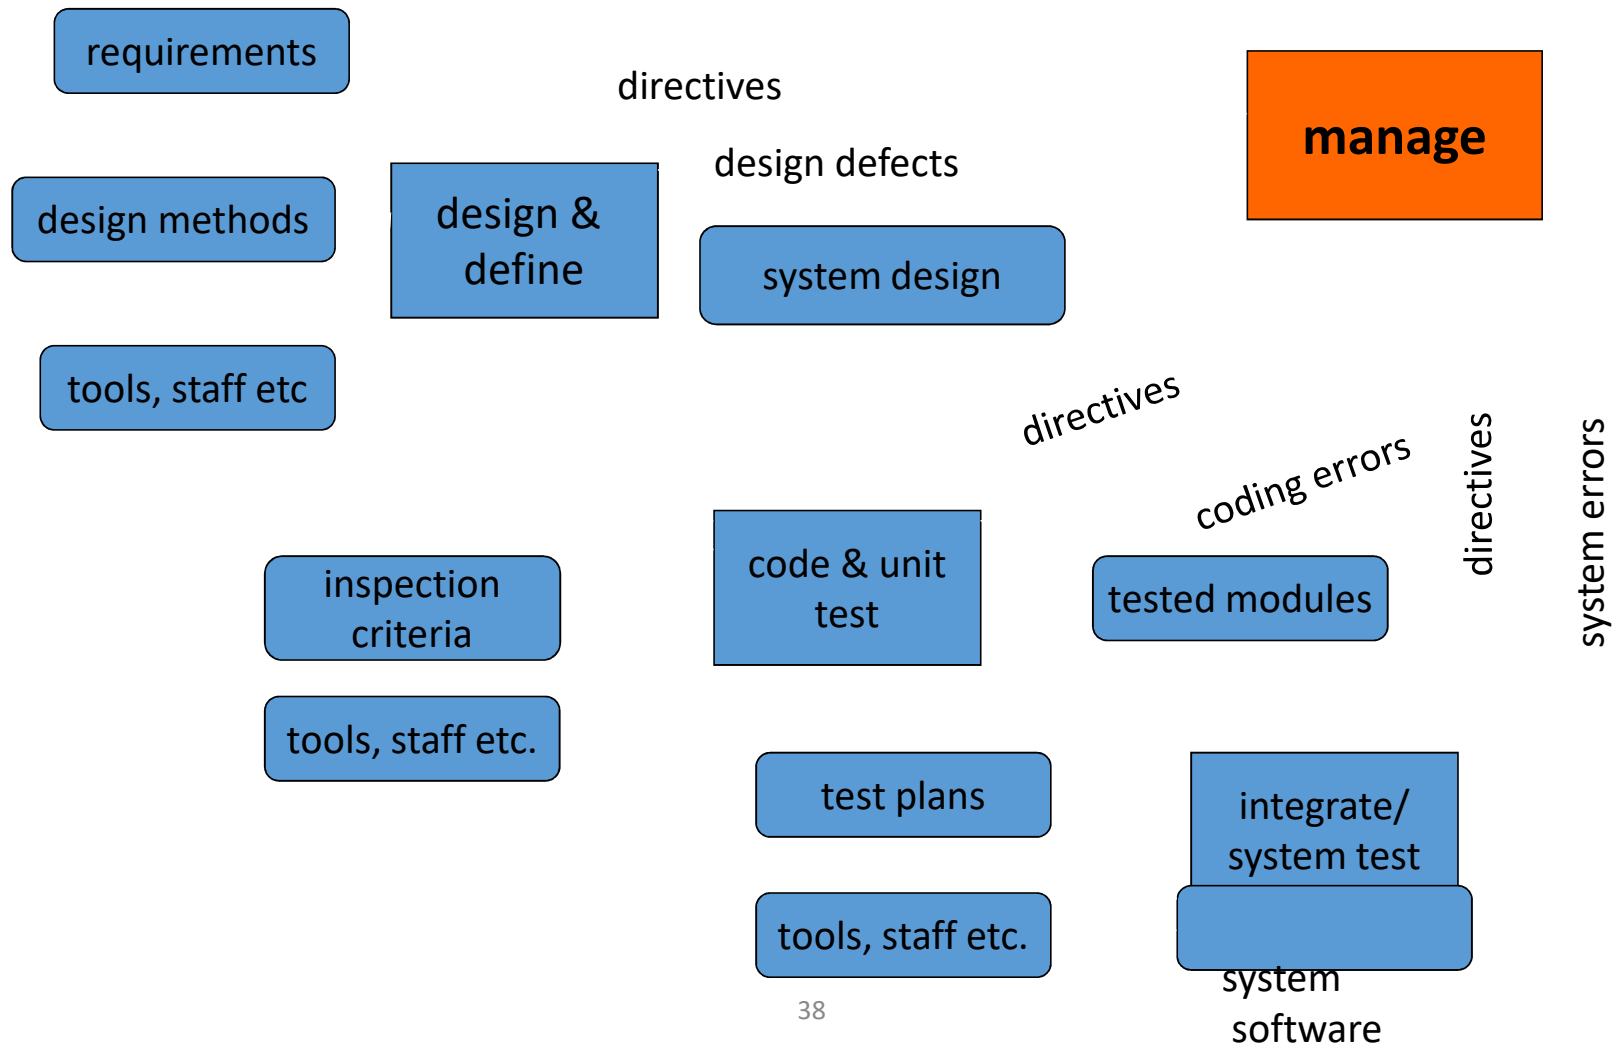 requirements
directives
manage
design defects
design methods
design &
define
system design
tools, staff etc
directives
coding errors
directives
system errors
inspection
criteria
code & unit
test
tested modules
tools, staff etc.
test plans
integrate/
system test
tools, staff etc.
system
software
38